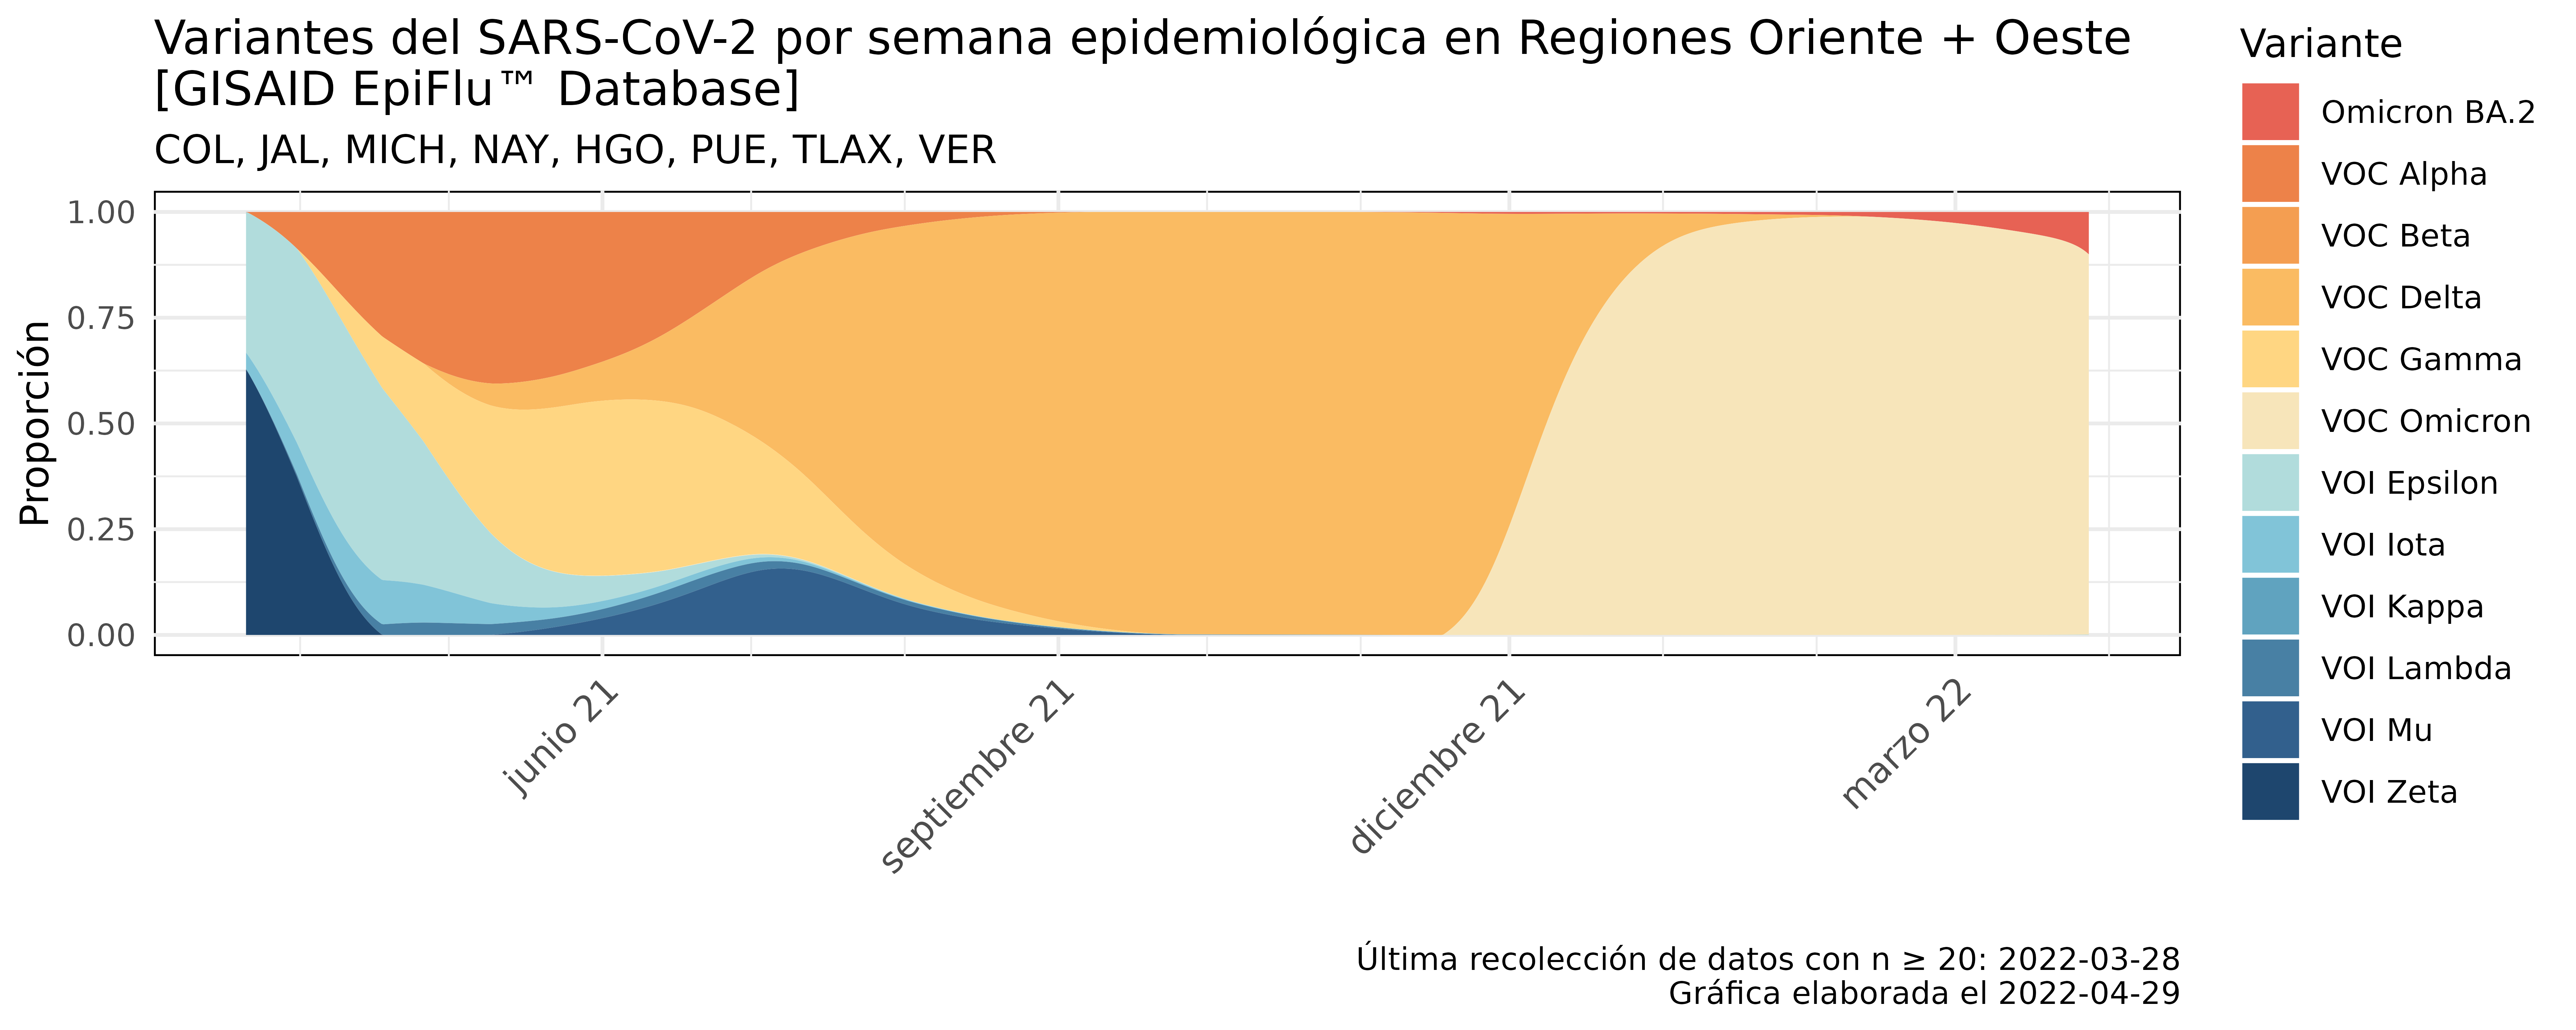 Variantes del SARS-CoV-2 por semana epidemiológica en Regiones Oriente + Oeste
[GISAID EpiFlu™ Database]
COL, JAL, MICH, NAY, HGO, PUE, TLAX, VER
Proporción
1.00
0.75
0.50
0.25
0.00
junio 21
septiembre 21
diciembre 21
marzo 22
Variante
Omicron BA.2
VOC Alpha
VOC Beta
VOC Delta
VOC Gamma
VOC Omicron
VOI Epsilon
VOI Iota
VOI Kappa
VOI Lambda
VOI Mu
VOI Zeta
Última recolección de datos con n ≥ 20: 2022-03-28
Gráfica elaborada el 2022-04-29